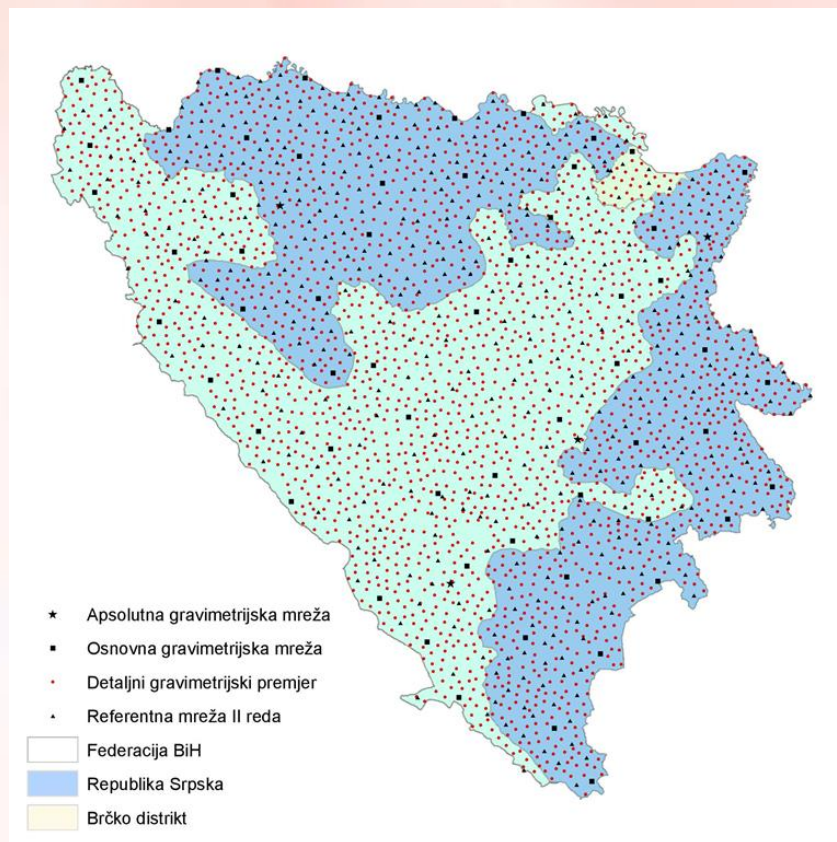 Apsolutna gravimetrijska mreža
Osnovna gravimetrijska mreža
Detaljni gravimetrijski premjer
Referentna mreža II reda
Federacija BiH
Republika Srpska
Brčko distrikt